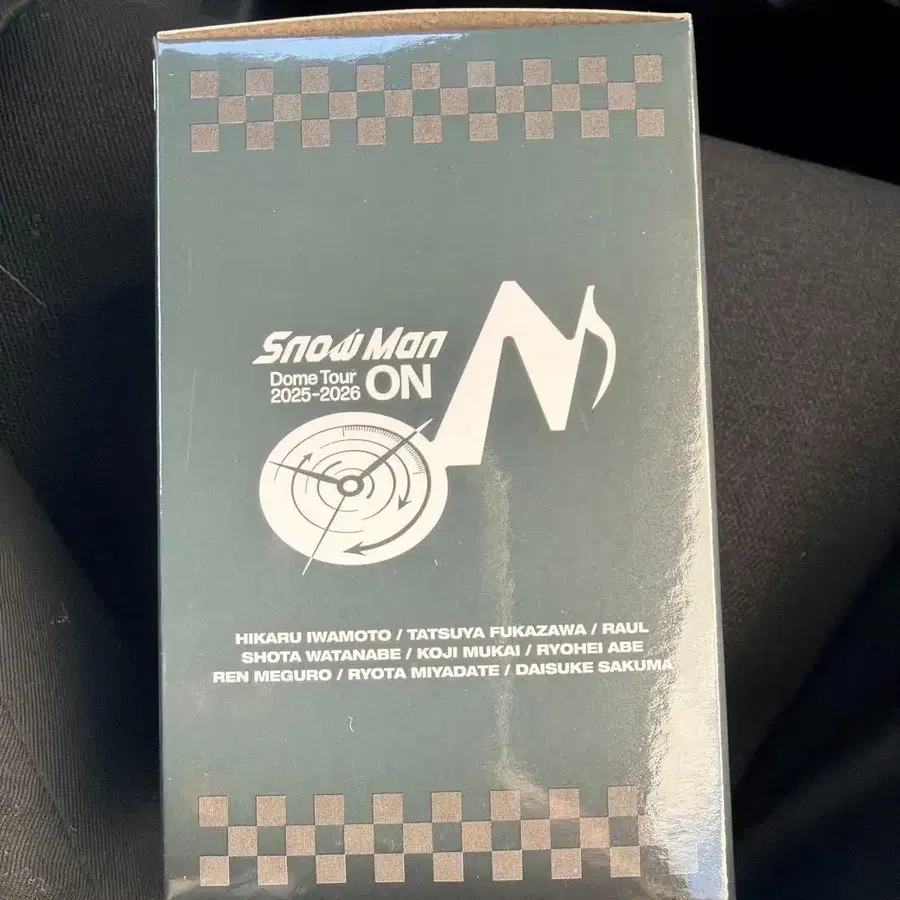 Snow Man
Dome Tour
2025-2026 ON
HIKARU IWAMOTO / TATSUYA FUKAZAWA / RAUL
SHOTA WATANABE / KOJI MUKAI / RYOHEI ABE
REN MEGURO / RYOTA MIYADATE / DAISUKE SAKUMA